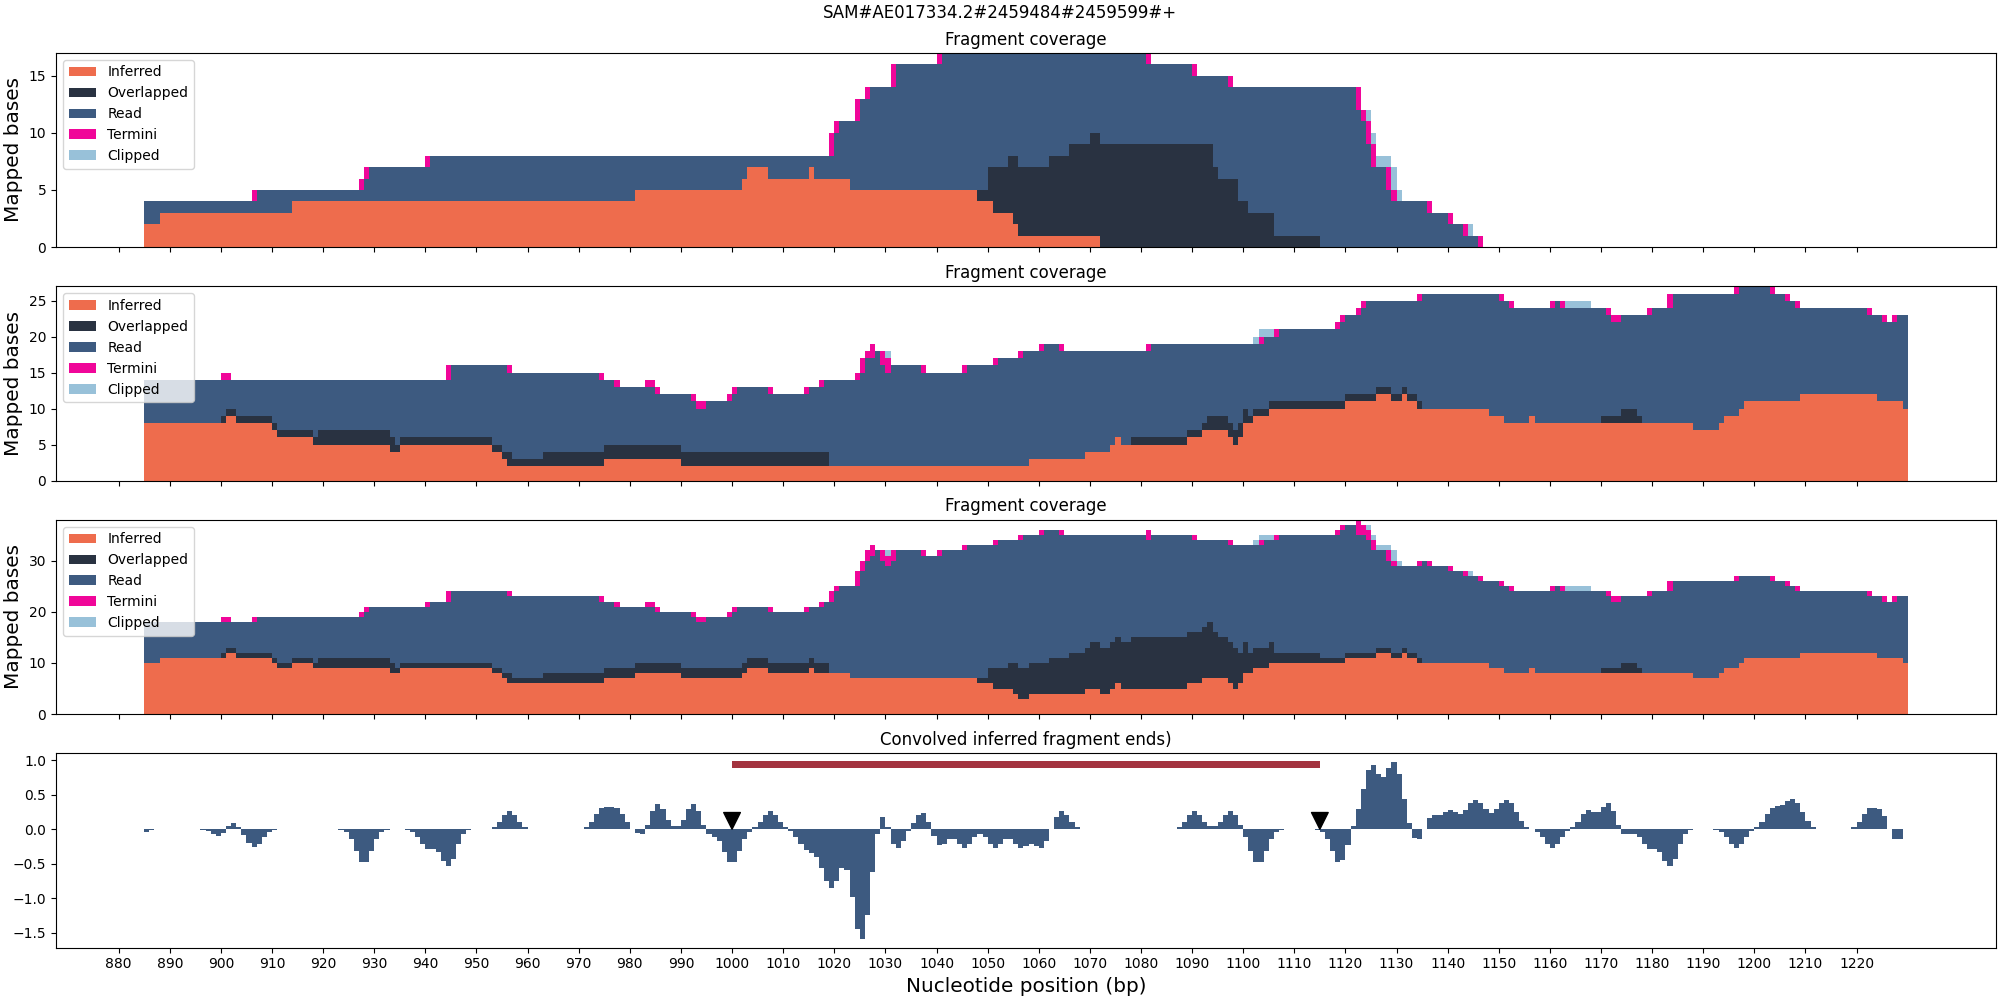 SAM#AE017334.2#2459484#2459599#+
Fragment coverage
Mapped bases
15
10
5
0
Inferred
Overlapped
Read
Termini
Clipped
Fragment coverage
Mapped bases
25
20
15
10
5
0
Inferred
Overlapped
Read
Termini
Clipped
Fragment coverage
Mapped bases
30
20
10
0
Inferred
Overlapped
Read
Termini
Clipped
Convolved inferred fragment ends)
1.0
0.5
0.0
−0.5
−1.0
−1.5
880 890 900 910 920 930 940 950 960 970 980 990 1000 1010 1020 1030 1040 1050 1060 1070 1080 1090 1100 1110 1120 1130 1140 1150 1160 1170 1180 1190 1200 1210 1220
Nucleotide position (bp)